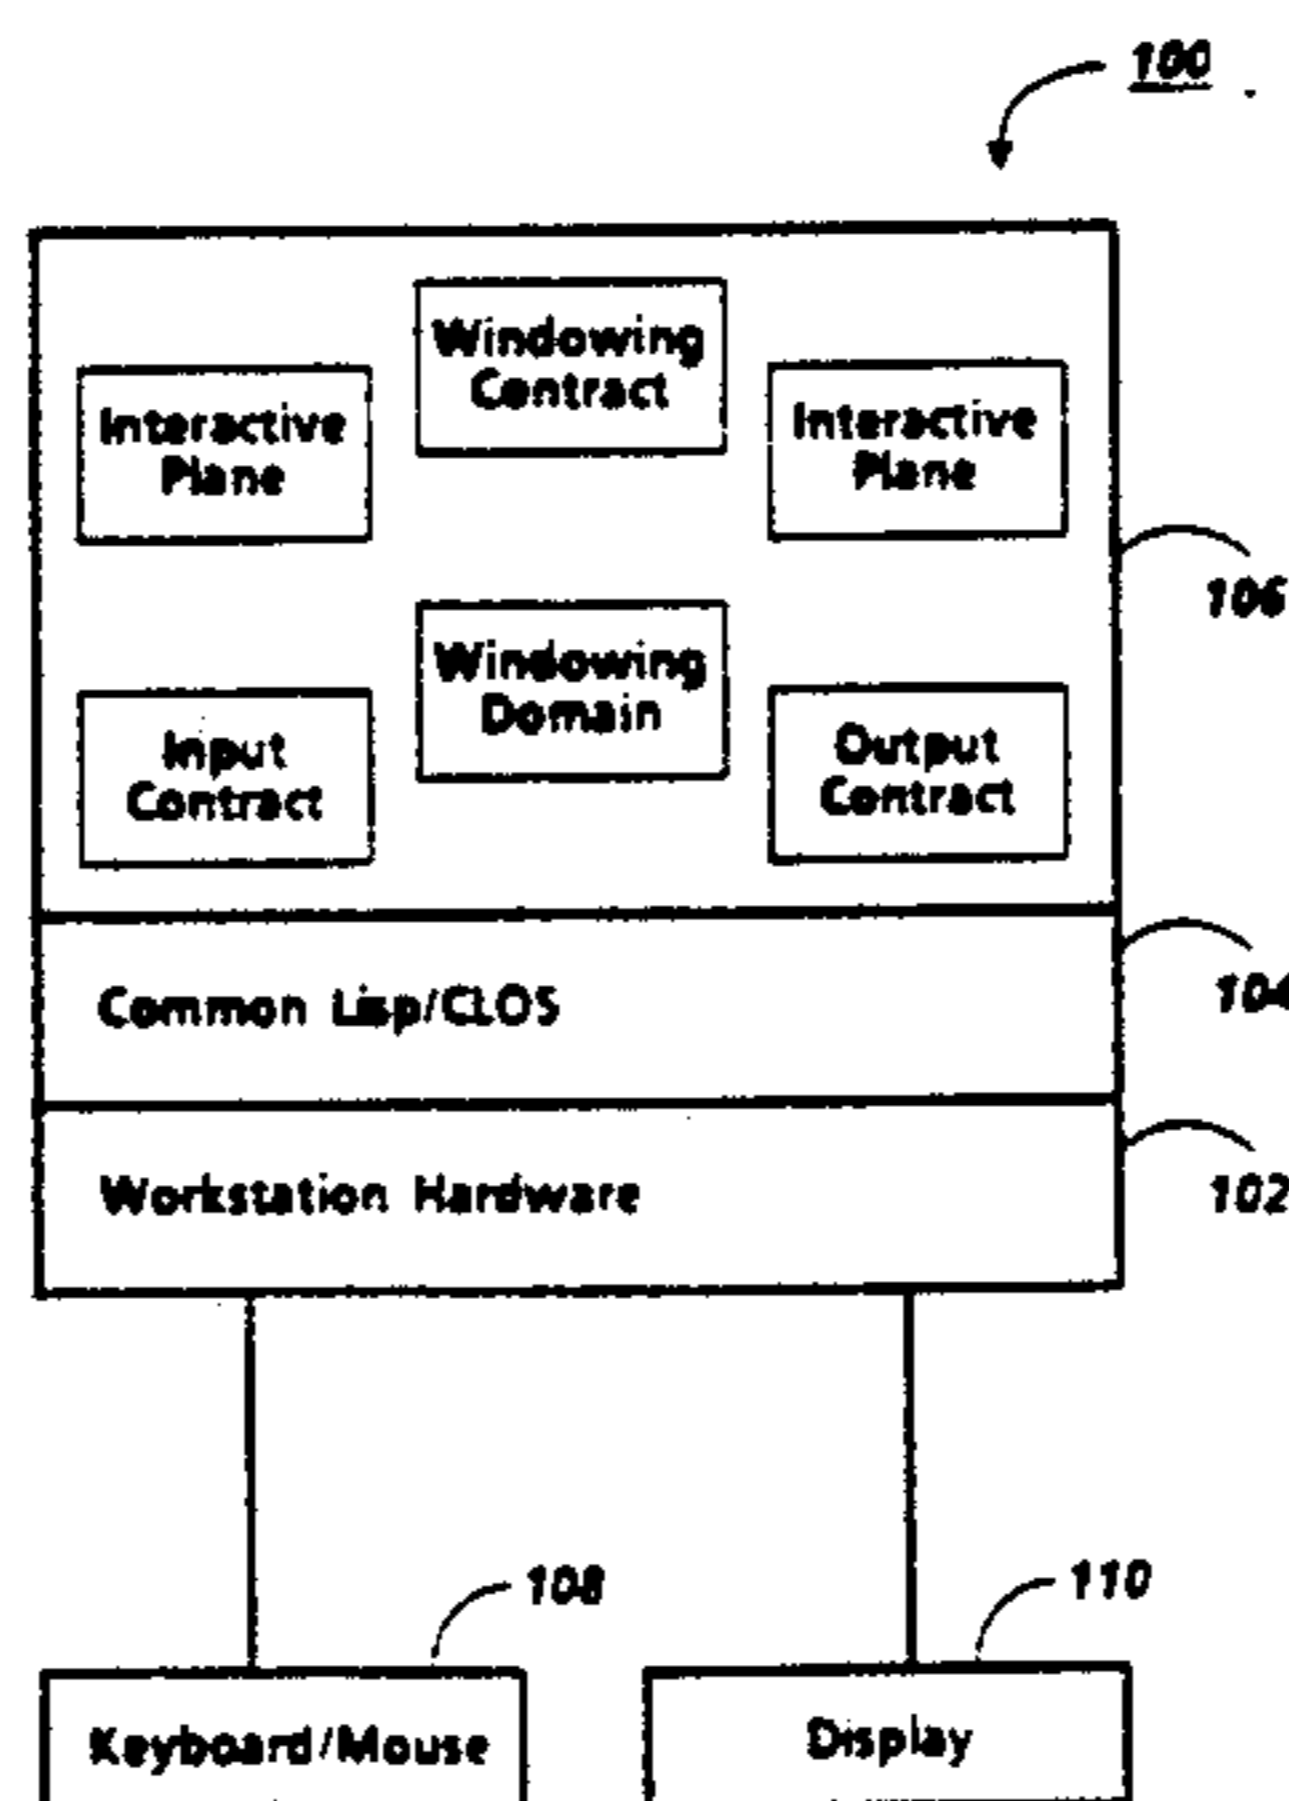 100
Windowing
Contract
Interactive
Plane
Interactive
Plane
106
Windowing
Domain
Input
Contract
Output
Contract
Common Lisp/CLOS
104
Workstation Hardware
102
108
110
Keyboard/Mouse
Display